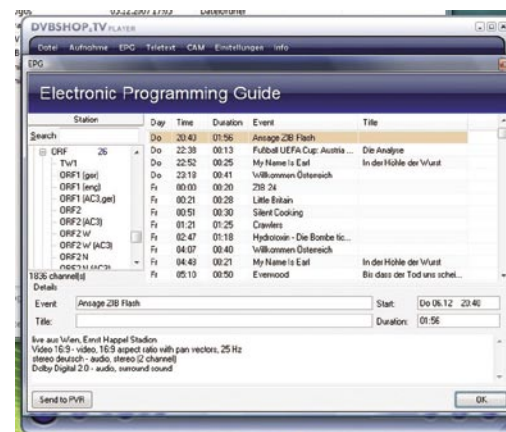 03.12.2007 17:03 Dateiordner
DVBSHOP,TV PLAYER
Datei Aufnahme EPG Teletext CAM Einstellungen Info
EPG
Electronic Programming Guide
Station Day Time Duration Event Title
Search Do 20:40 01:56 Ansage ZIB Flash
ORF 26 Do 22:38 00:13 Fußball UEFA Cup: Austria ... Die Analyse
TW1 Do 22:52 00:25 My Name Is Earl In der Höhle der Wurst
ORF1 (ger) Do 23:18 00:41 Willkommen Österreich
ORF1 (eng) Fr 00:00 00:20 ZIB 24
ORF1 (AC3,ger) Fr 00:21 00:28 Little Britain
ORF2 Fr 00:51 00:30 Silent Cooking
ORF2 (AC3) Fr 01:21 01:25 Crawlers
ORF2 W Fr 02:47 01:18 Hydrotoxin - Die Bombe tic...
ORF2 W (AC3) Fr 04:07 00:40 Willkommen Österreich
ORF2 N Fr 04:48 00:21 My Name Is Earl In der Höhle der Wurst
ORF2 N (AC3) Fr 05:10 00:50 Everwood Bis dass der Tod uns schei...
1836 channel(s)
Details
Event: Ansage ZIB Flash Start: Do 06.12 20:40
Title: Duration: 01:56
live aus Wien, Ernst Happel Stadion
Video 16:9 - video, 16:9 aspect ratio with pan vectors, 25 Hz
stereo deutsch - audio, stereo (2 channel)
Dolby Digital 2.0 - audio, surround sound
Send to PVR OK